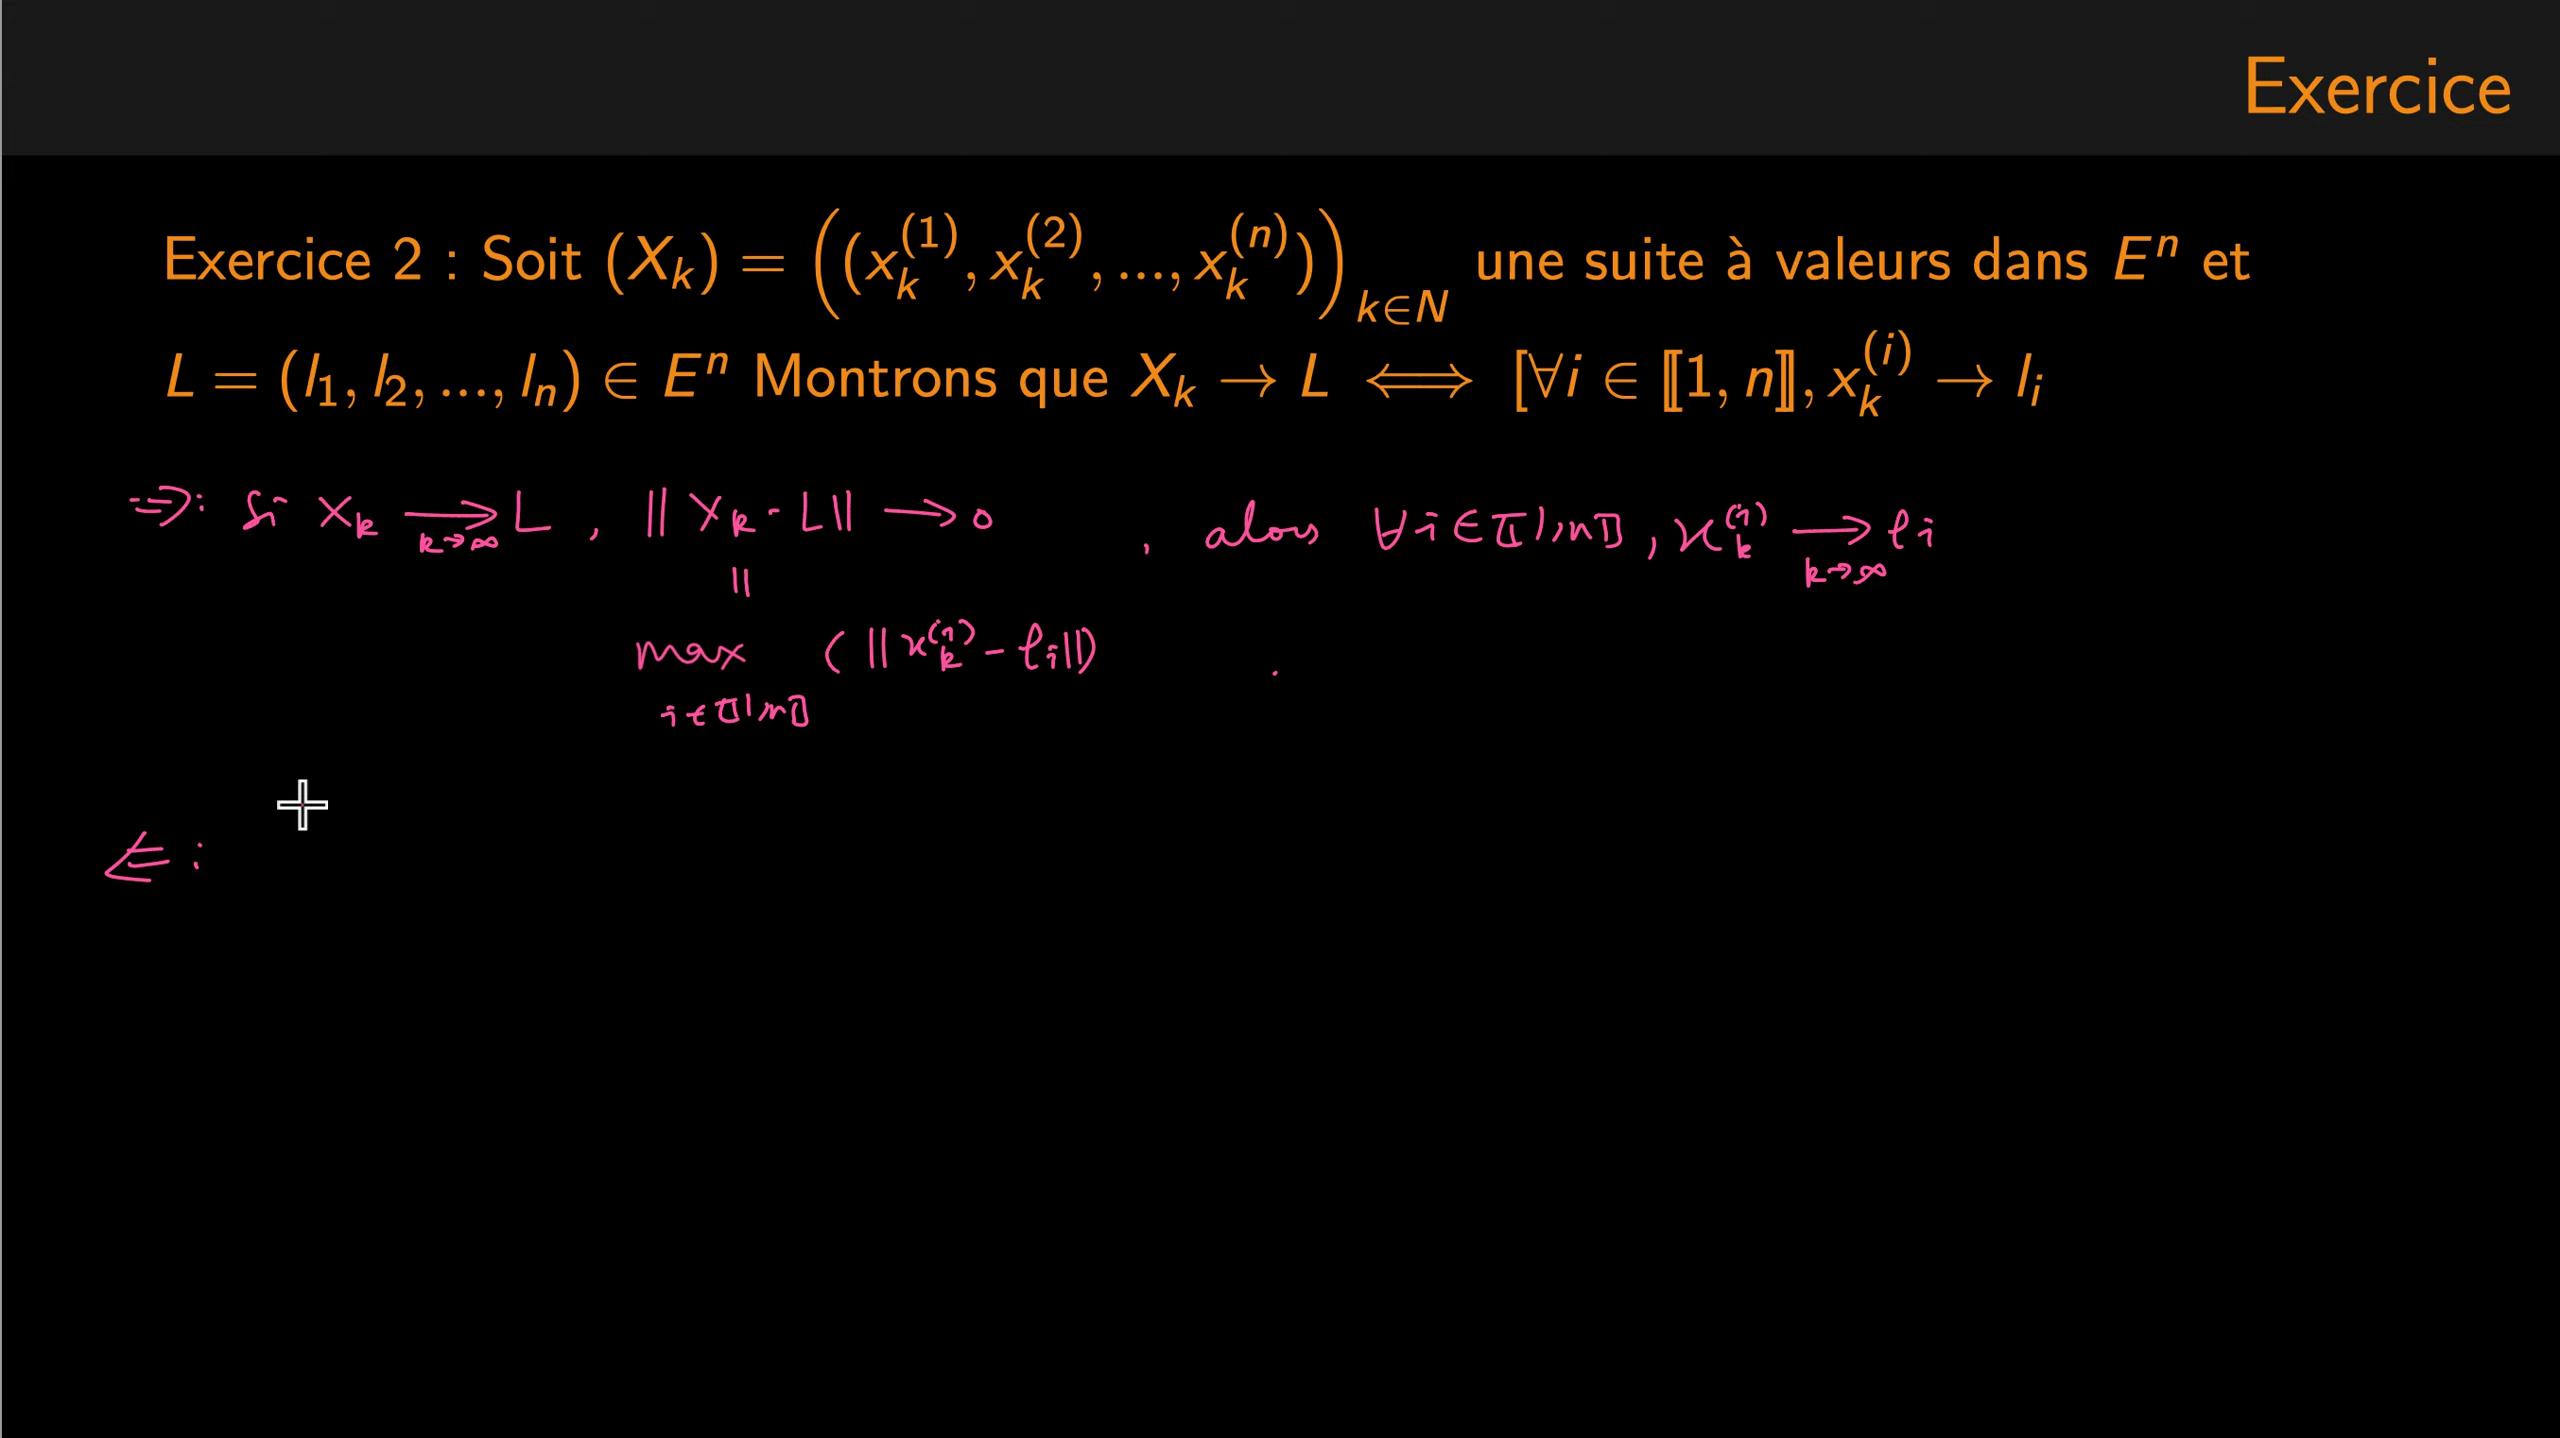 Exercice
Exercice 2 : Soit (X_k) = ((x_k^(1), x_k^(2), ..., x_k^(n)))_{k∈N} une suite à valeurs dans E^n et
L = (l_1, l_2, ..., l_n) ∈ E^n Montrons que X_k → L ⟺ [∀i ∈ ⟦1, n⟧, x_k^(i) → l_i
⇒: Si X_k →_{k→∞} L , ||X_k - L|| → 0 , alors ∀i ∈ ⟦1,n⟧, x_k^(i) →_{k→∞} l_i
||
max (||x_k^(i) - l_i||) .
i∈⟦1,n⟧
⇐ :